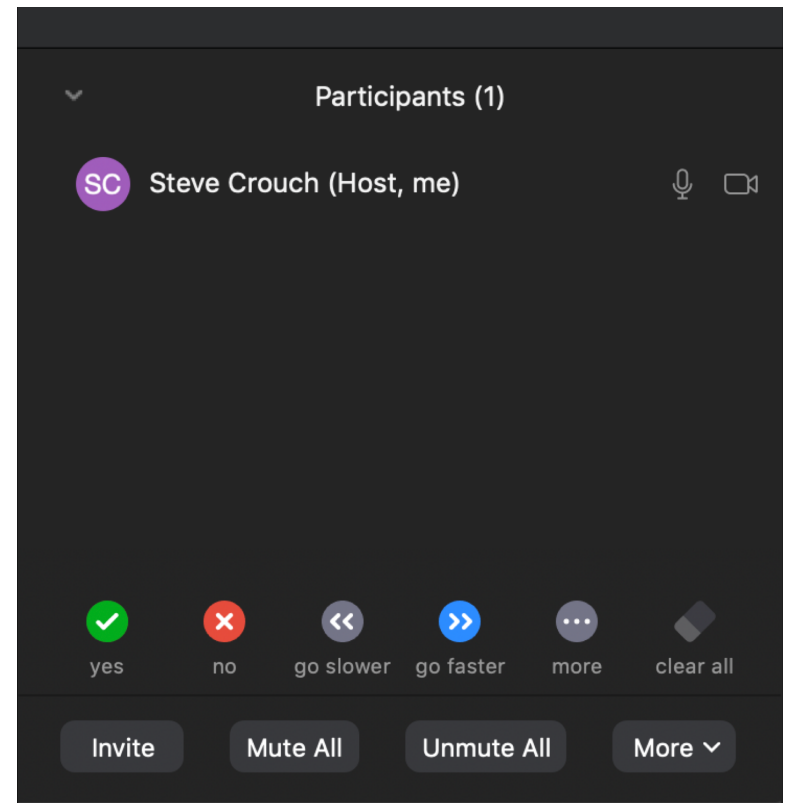 Participants (1)
SC Steve Crouch (Host, me)
yes no go slower go faster more clear all
Invite Mute All Unmute All More